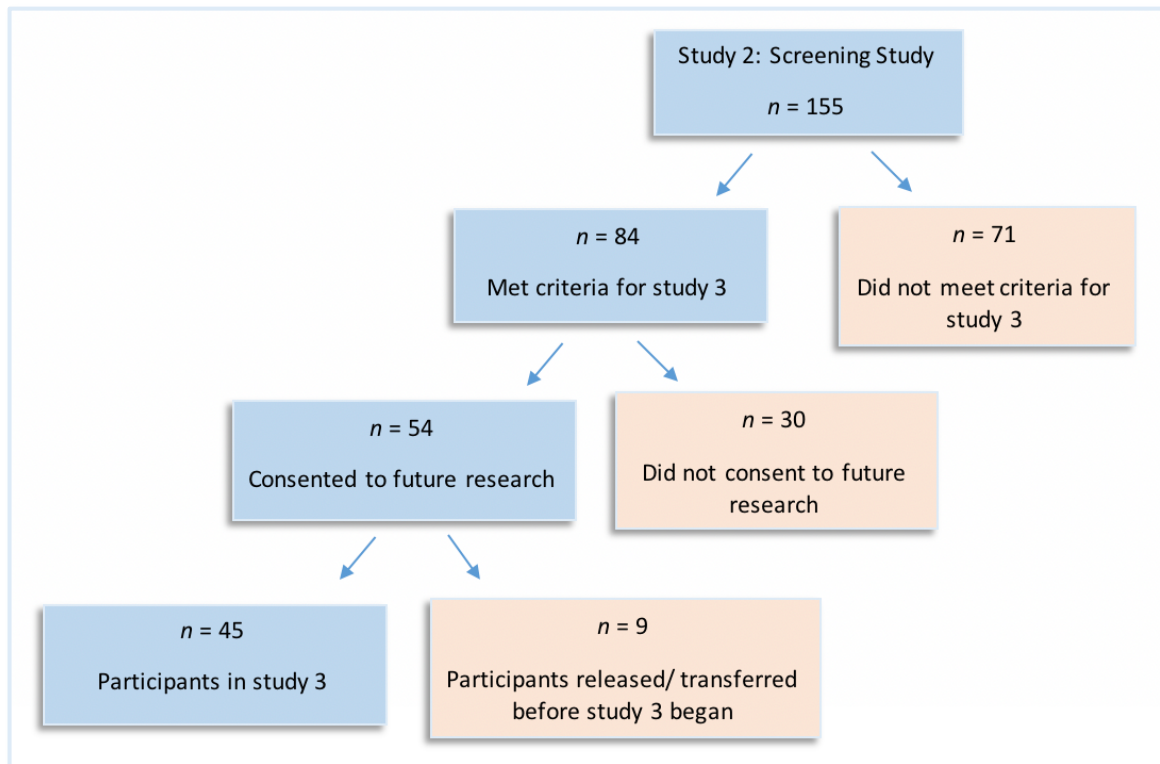 Study 2: Screening Study
n = 155
n = 84
Met criteria for study 3
n = 71
Did not meet criteria for
study 3
n = 54
Consented to future research
n = 30
Did not consent to future
research
n = 45
Participants in study 3
n = 9
Participants released/ transferred
before study 3 began